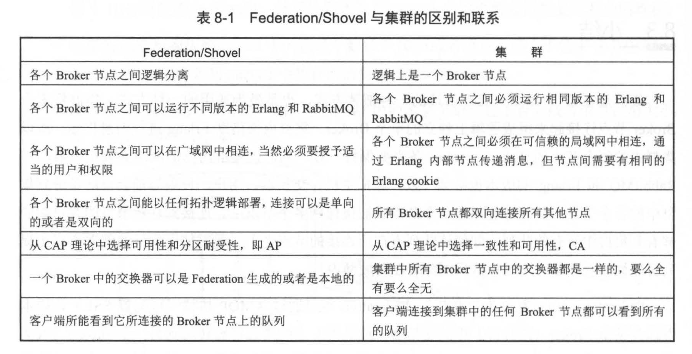 表 8-1 Federation/Shovel 与集群的区别和联系
Federation/Shovel
集 群
各个 Broker 节点之间逻辑分离
逻辑上是一个 Broker 节点
各个 Broker 节点之间可以运行不同版本的 Erlang 和 RabbitMQ
各个 Broker 节点之间必须运行相同版本的 Erlang 和
RabbitMQ
各个 Broker 节点之间可以在广域网中相连，当然必须要授予适
当的用户和权限
各个 Broker 节点之间必须在可信赖的局域网中相连，通
过 Erlang 内部节点传递消息，但节点间需要有相同的
Erlang cookie
各个 Broker 节点之间能以任何拓扑逻辑部署，连接可以是单向
的或者是双向的
所有 Broker 节点都双向连接所有其他节点
从 CAP 理论中选择可用性和分区耐受性，即 AP
从 CAP 理论中选择一致性和可用性，CA
一个 Broker 中的交换器可以是 Federation 生成的或者是本地的
集群中所有 Broker 节点中的交换器都是一样的，要么全
有要么全无
客户端所能看到它所连接的 Broker 节点上的队列
客户端连接到集群中的任何 Broker 节点都可以看到所有
的队列